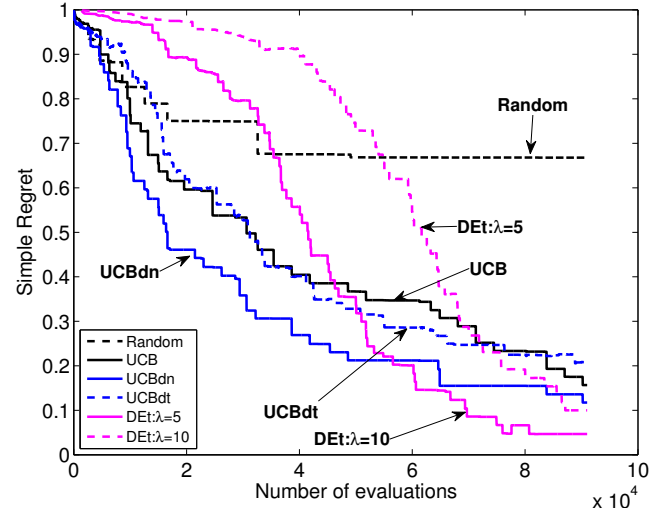 1
0.9
0.8
0.7
0.6
0.5
0.4
0.3
0.2
0.1
0
Simple Regret
Random
DEt:λ=5
UCB
UCBdn
UCBdt
DEt:λ=10
Random
UCB
UCBdn
UCBdt
DEt:λ=5
DEt:λ=10
0
2
4
6
8
10
Number of evaluations
x 10^4